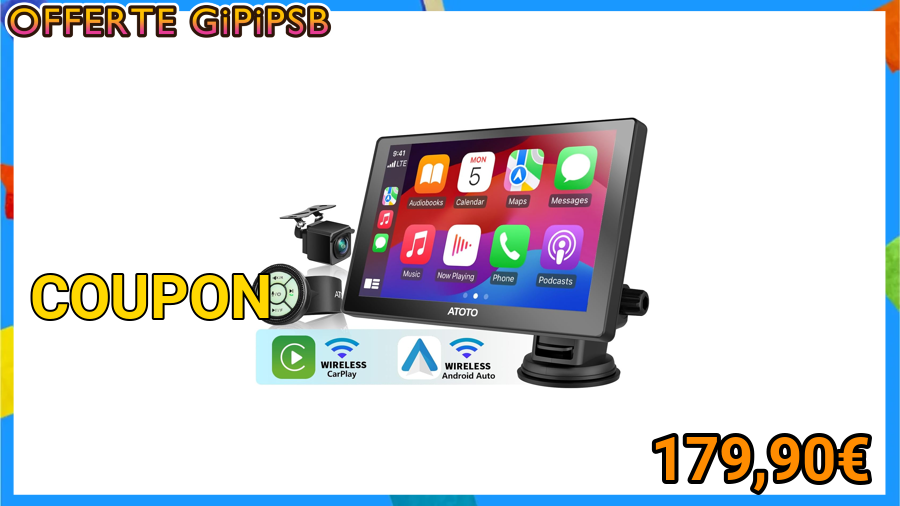 OFFERTE GiPiPSB
9:41
LTE
MON
5
Audiobooks
Calendar
Maps
Messages
Music
Now Playing
Phone
Podcasts
COUPON
ATOTO
WIRELESS
CarPlay
WIRELESS
Android Auto
179,90€